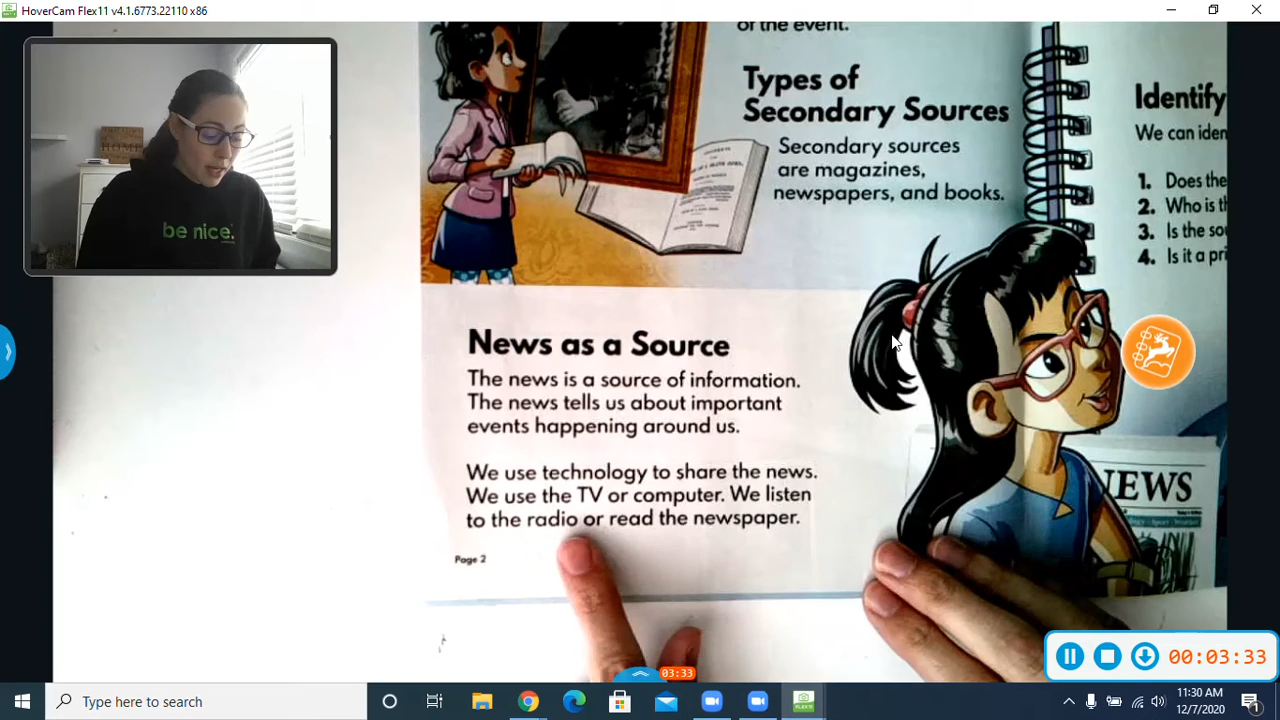 HoverCam Flex11 v4.1.6773.22110 x86
HOME
be nice.
of the event.
Types of
Secondary Sources
Secondary sources
are magazines,
newspapers, and books.
News as a Source
The news is a source of information.
The news tells us about important
events happening around us.
We use technology to share the news.
We use the TV or computer. We listen
to the radio or read the newspaper.
Page 2
Identify
We can iden
1. Does the
2. Who is th
3. Is the sou
4. Is it a pri
NEWS
03:33
00:03:33
Type here to search
11:30 AM
12/7/2020